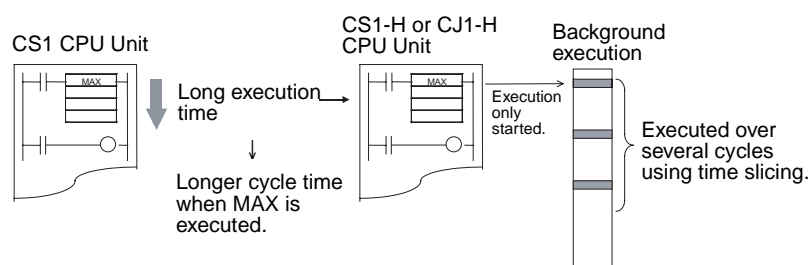 CS1 CPU Unit
MAX
Long execution
time
Longer cycle time
when MAX is
executed.
CS1-H or CJ1-H
CPU Unit
MAX
Execution
only
started.
Background
execution
Executed over
several cycles
using time slicing.